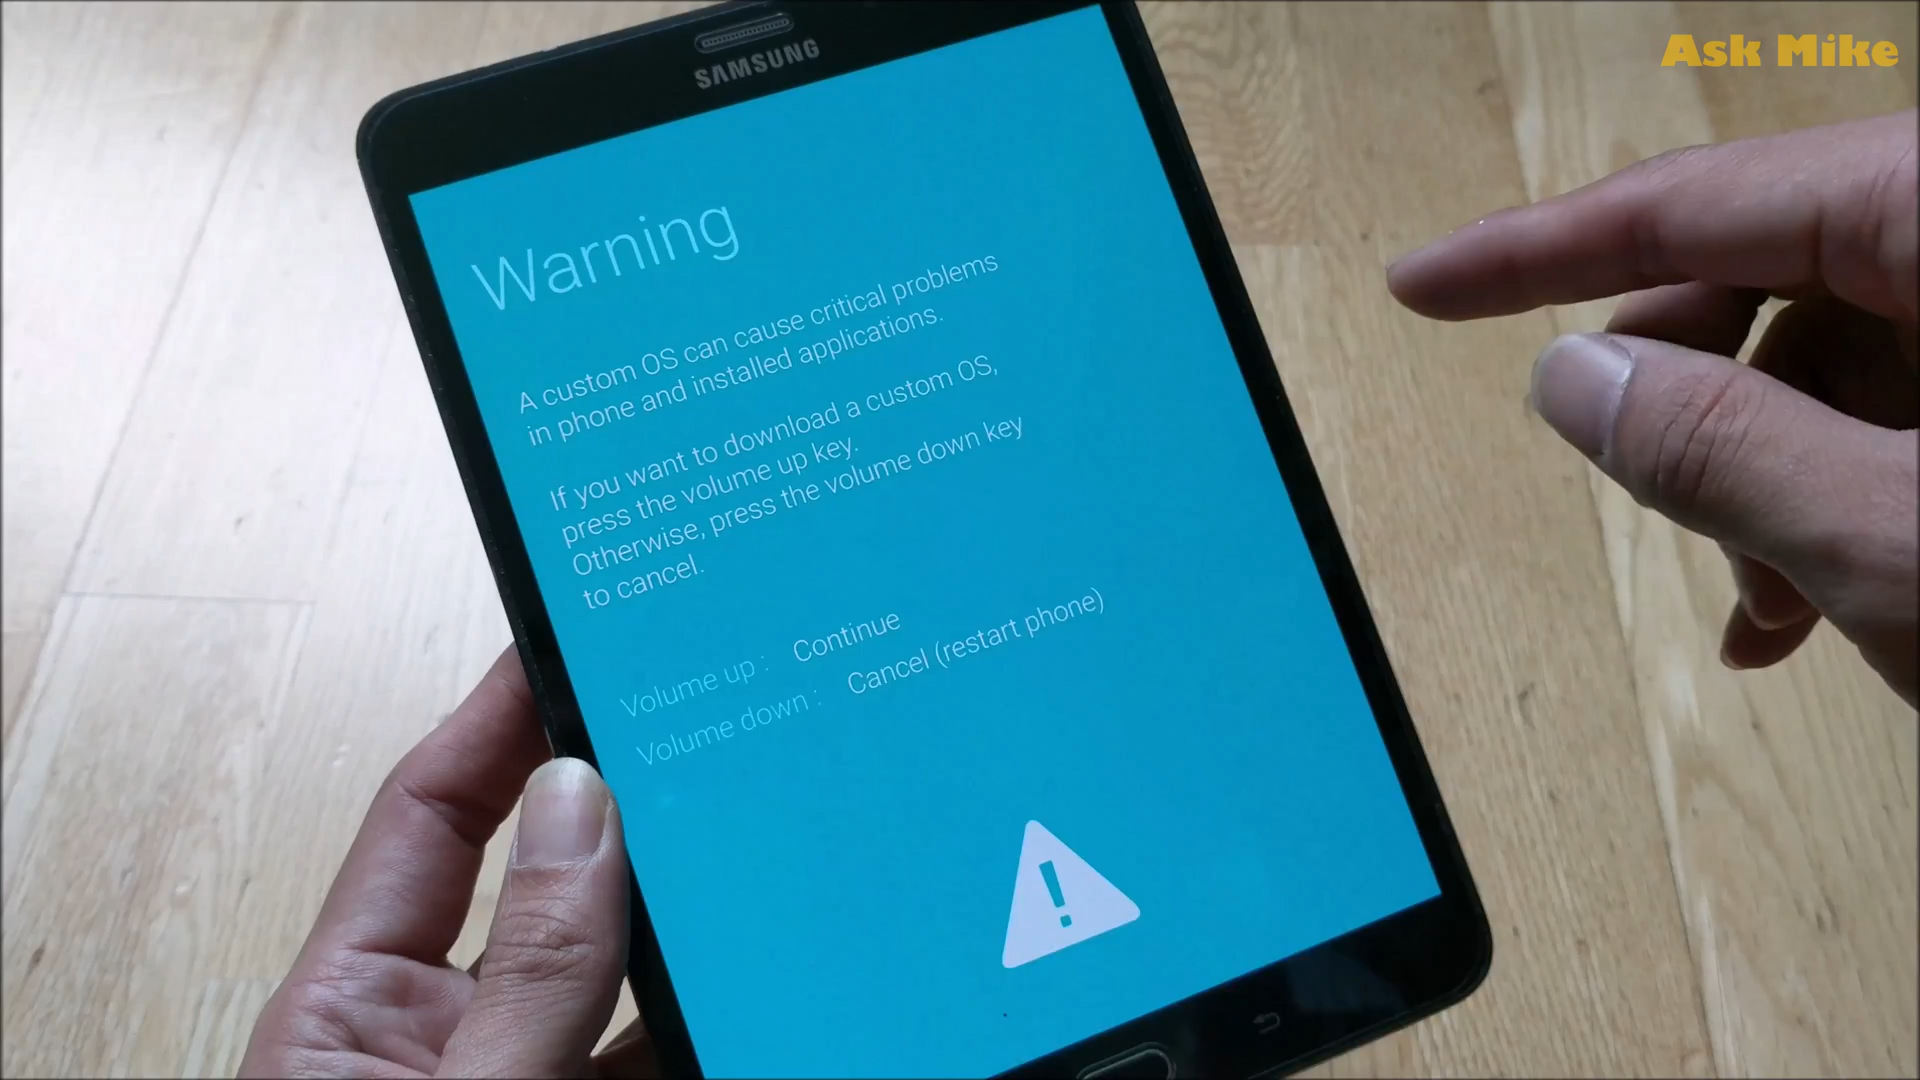 Ask Mike
SAMSUNG
Warning
A custom OS can cause critical problems
in phone and installed applications.
If you want to download a custom OS,
press the volume up key.
Otherwise, press the volume down key
to cancel.
Volume up : Continue
Volume down : Cancel (restart phone)